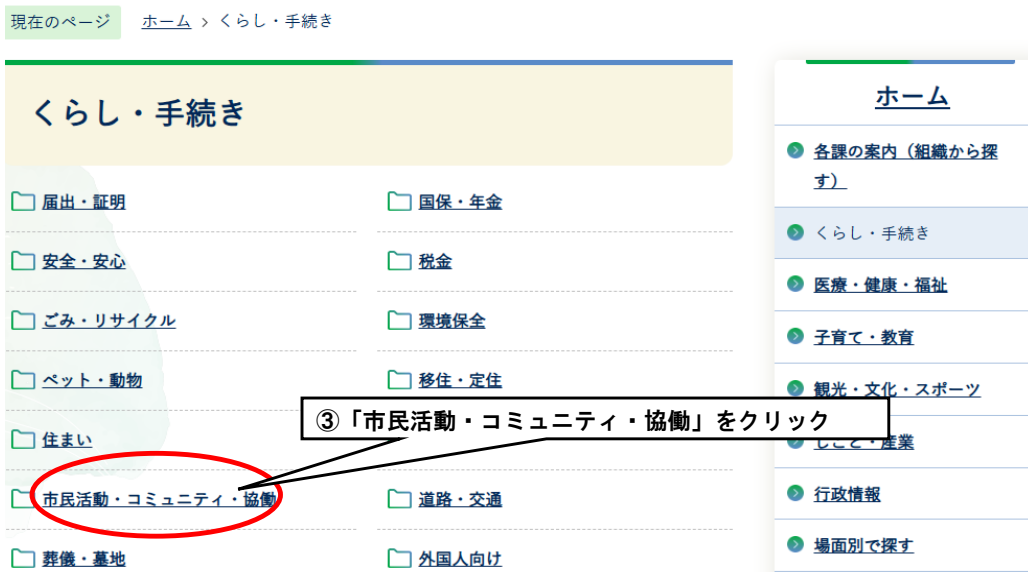 現在のページ ホーム > くらし・手続き
くらし・手続き
届出・証明 国保・年金
安全・安心 税金
ごみ・リサイクル 環境保全
ペット・動物 移住・定住
③「市民活動・コミュニティ・協働」をクリック
住まい
市民活動・コミュニティ・協働 道路・交通
葬儀・墓地 外国人向け
ホーム
各課の案内（組織から探
す）
くらし・手続き
医療・健康・福祉
子育て・教育
観光・文化・スポーツ
しごと・産業
行政情報
場面別で探す